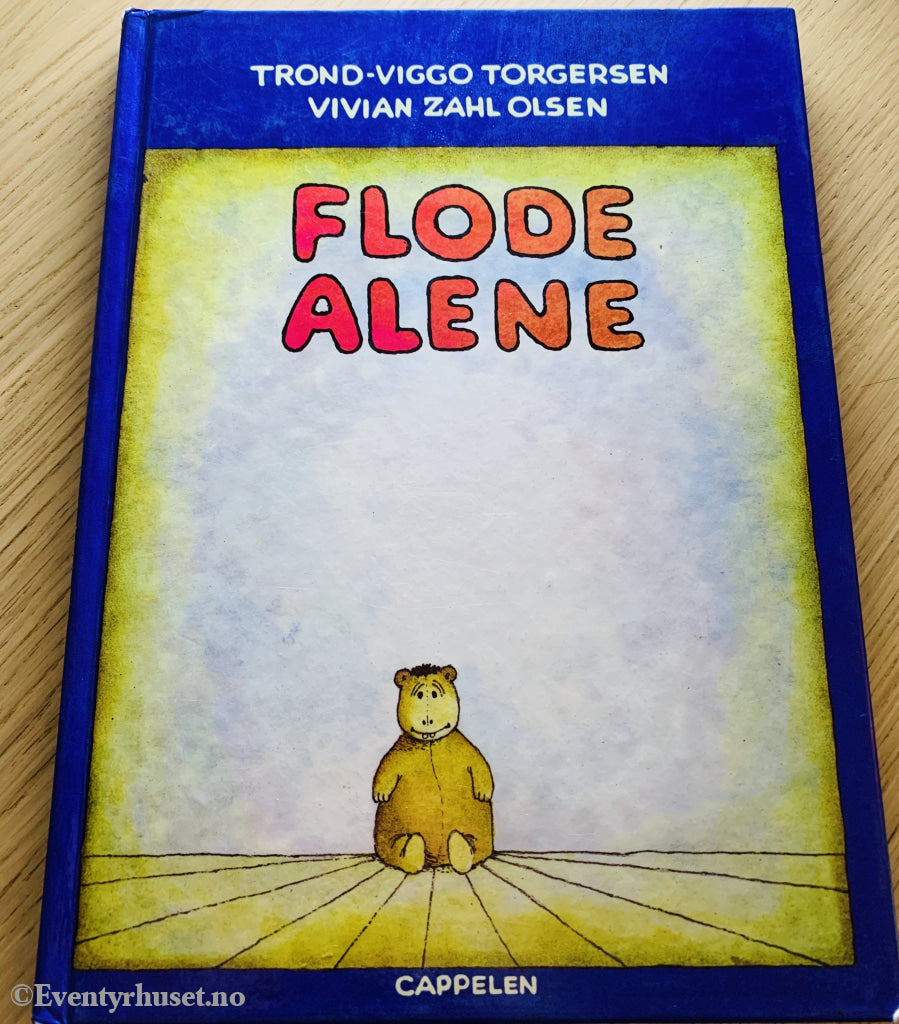 TROND-VIGGO TORGERSEN
VIVIAN ZAHL OLSEN
FLODE
ALENE
CAPPELEN
©Eventyrhuset.no